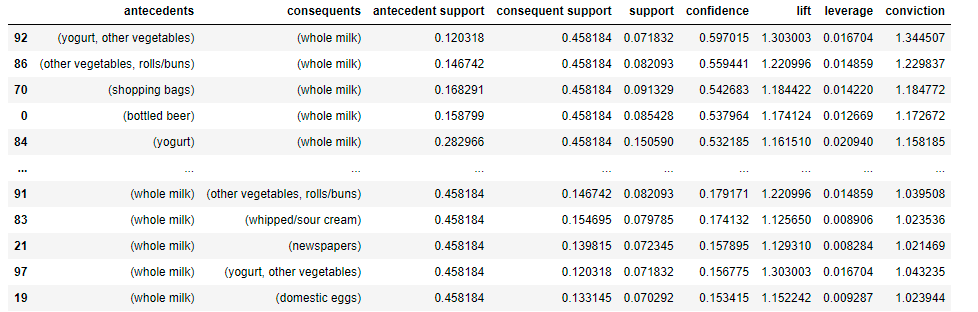 antecedents consequents antecedent support consequent support support confidence lift leverage conviction
92 (yogurt, other vegetables) (whole milk) 0.120318 0.458184 0.071832 0.597015 1.303003 0.016704 1.344507
86 (other vegetables, rolls/buns) (whole milk) 0.146742 0.458184 0.082093 0.559441 1.220996 0.014859 1.229837
70 (shopping bags) (whole milk) 0.168291 0.458184 0.091329 0.542683 1.184422 0.014220 1.184772
0 (bottled beer) (whole milk) 0.158799 0.458184 0.085428 0.537964 1.174124 0.012669 1.172672
84 (yogurt) (whole milk) 0.282966 0.458184 0.150590 0.532185 1.161510 0.020940 1.158185
... ... ... ... ... ... ... ... ... ...
91 (whole milk) (other vegetables, rolls/buns) 0.458184 0.146742 0.082093 0.179171 1.220996 0.014859 1.039508
83 (whole milk) (whipped/sour cream) 0.458184 0.154695 0.079785 0.174132 1.125650 0.008906 1.023536
21 (whole milk) (newspapers) 0.458184 0.139815 0.072345 0.157895 1.129310 0.008284 1.021469
97 (whole milk) (yogurt, other vegetables) 0.458184 0.120318 0.071832 0.156775 1.303003 0.016704 1.043235
19 (whole milk) (domestic eggs) 0.458184 0.133145 0.070292 0.153415 1.152242 0.009287 1.023944